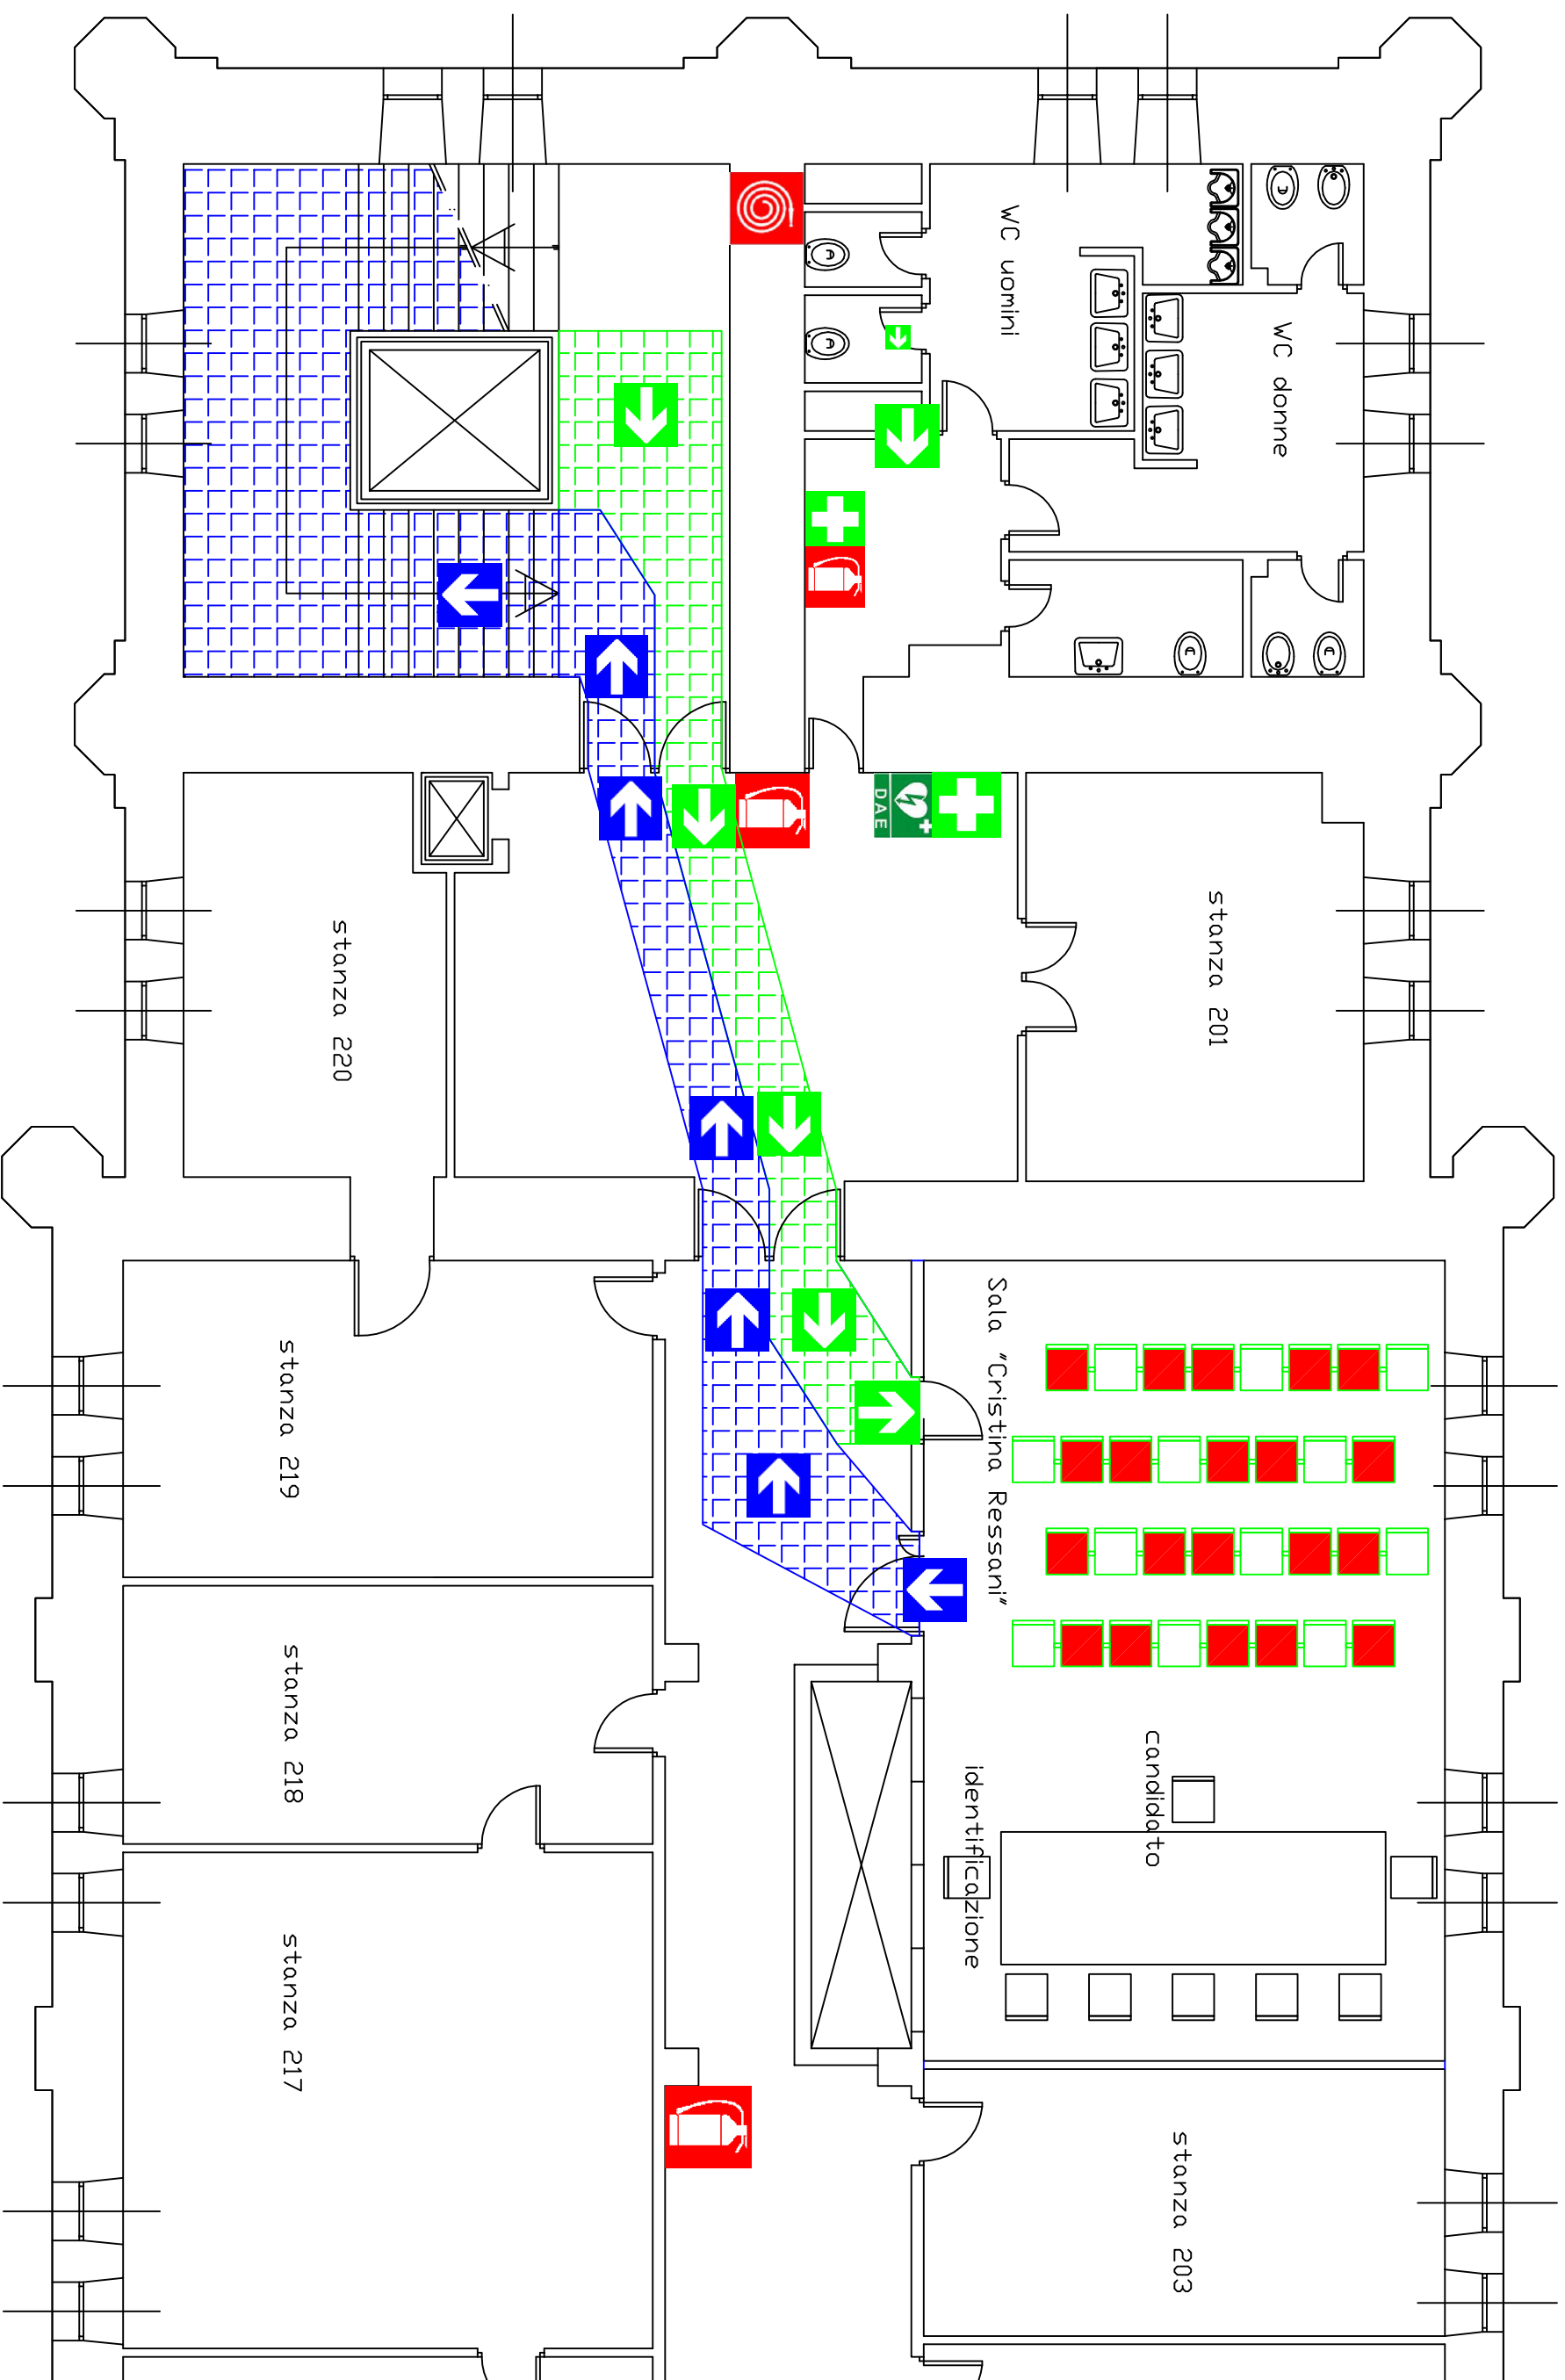 WC uomini
WC donne
DAE
stanza 201
stanza 220
Sala "Cristina Ressani"
stanza 219
stanza 218
candidato
identificazione
stanza 217
stanza 203